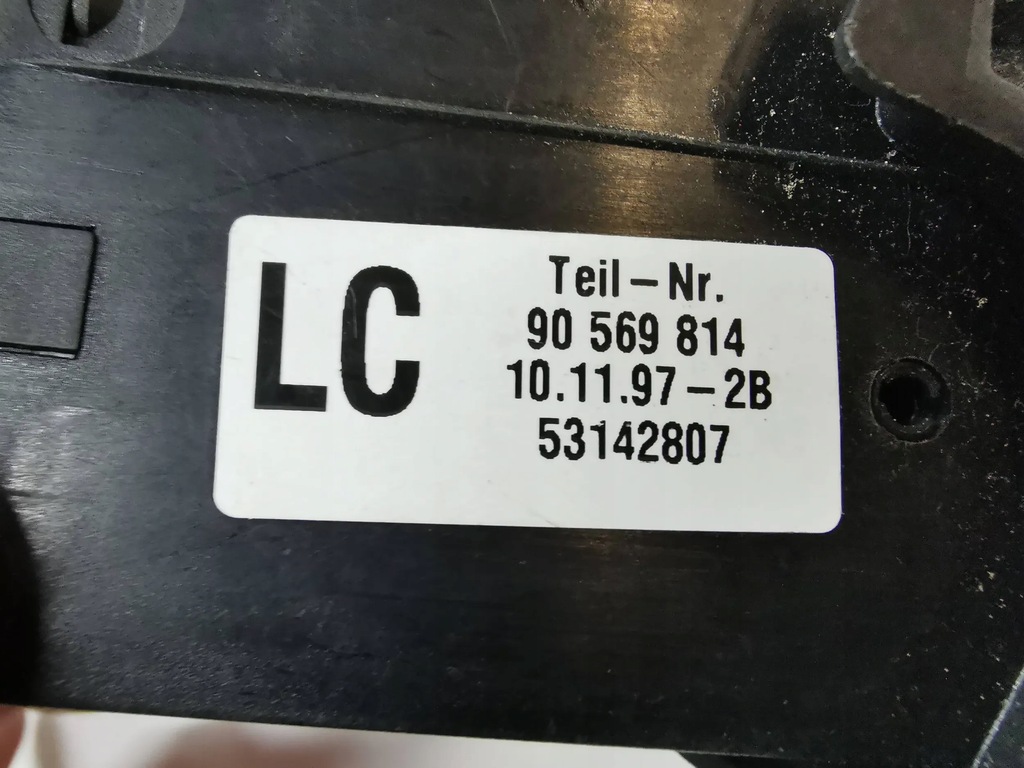 LC
Teil-Nr.
90 569 814
10.11.97-2B
53142807